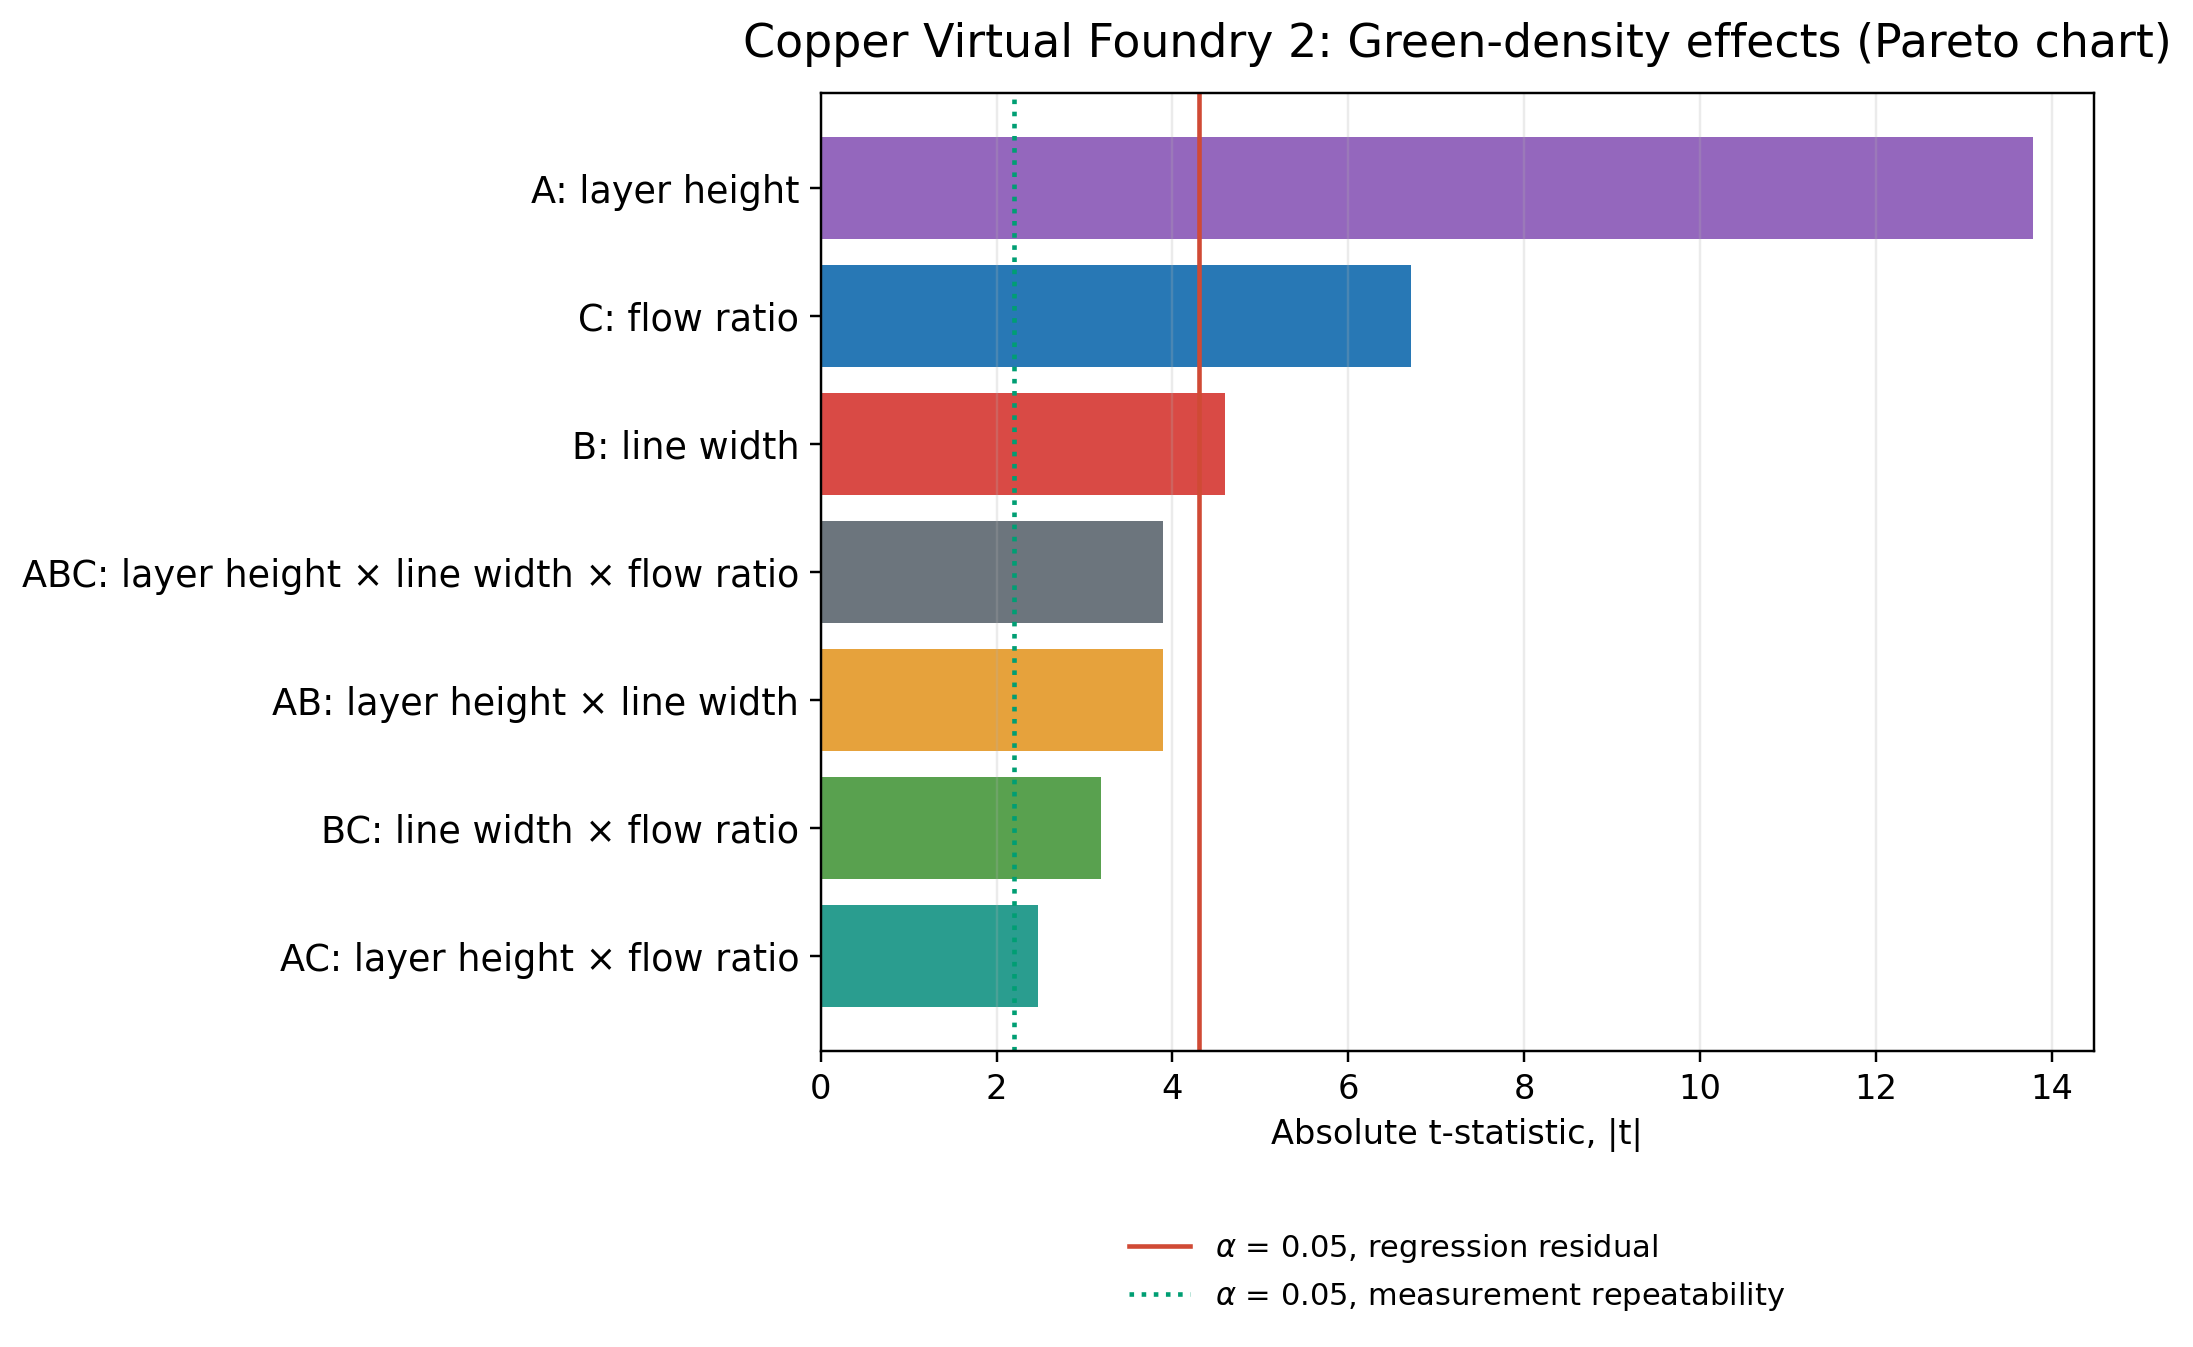 Copper Virtual Foundry 2: Green-density effects (Pareto chart)
A: layer height
C: flow ratio
B: line width
ABC: layer height × line width × flow ratio
AB: layer height × line width
BC: line width × flow ratio
AC: layer height × flow ratio
0 2 4 6 8 10 12 14
Absolute t-statistic, |t|
α = 0.05, regression residual
α = 0.05, measurement repeatability